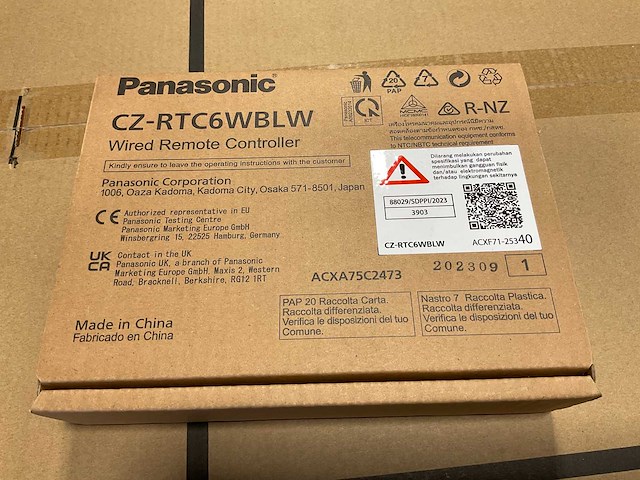 Panasonic
CZ-RTC6WBLW
Wired Remote Controller
Kindly ensure to leave the operating instructions with the customer
Panasonic Corporation
1006, Oaza Kadoma, Kadoma City, Osaka 571-8501, Japan
CE
Authorized representative in EU
Panasonic Testing Centre
Panasonic Marketing Europe GmbH
Winsbergring 15, 22525 Hamburg, Germany
UK
CA
Contact in the UK
Panasonic UK, a branch of Panasonic
Marketing Europe GmbH, Maxis 2, Western
Road, Bracknell, Berkshire, RG12 1RT
Made in China
Fabricado en China
20
PAP
7
R-NZ
This telecommunication equipment conforms
to NTC/NBTC technical requirement
Dilarang melakukan perubahan
spesifikasi yang dapat
menimbulkan gangguan fisik
dan/atau elektromagnetik
terhadap lingkungan sekitarnya
88029/SDPPI/2023
3903
CZ-RTC6WBLW
ACXF71-25340
ACXA75C2473
202309
1
PAP 20 Raccolta Carta.
Raccolta differenziata.
Verifica le disposizioni del tuo
Comune.
Nastro 7 Raccolta Plastica.
Raccolta differenziata.
Verifica le disposizioni del tuo
Comune.